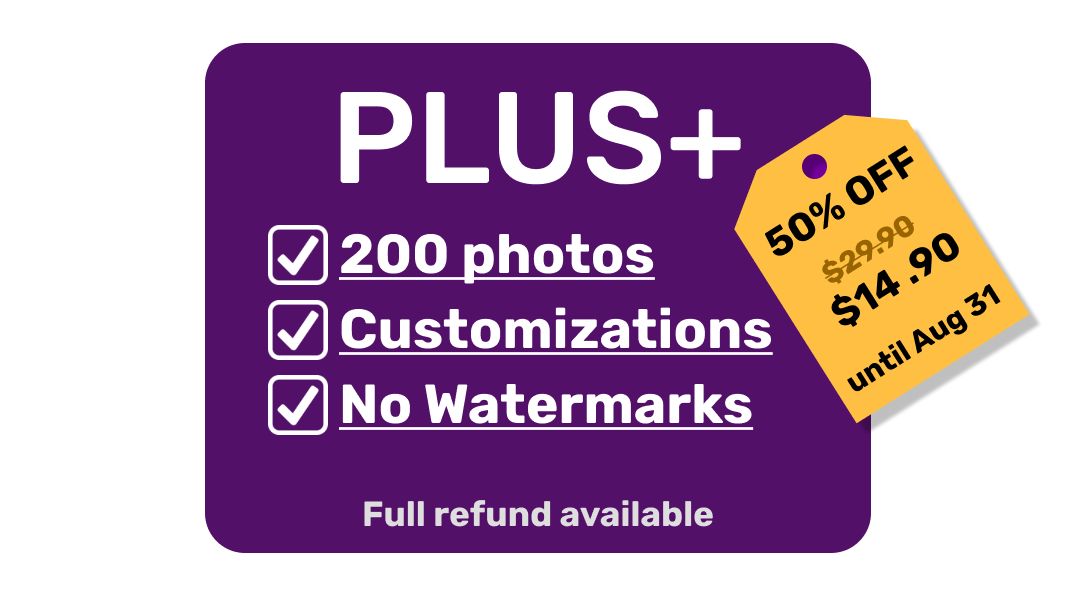 PLUS+
200 photos
Customizations
No Watermarks
Full refund available
50% OFF
$29.90
$14 .90
until Aug 31